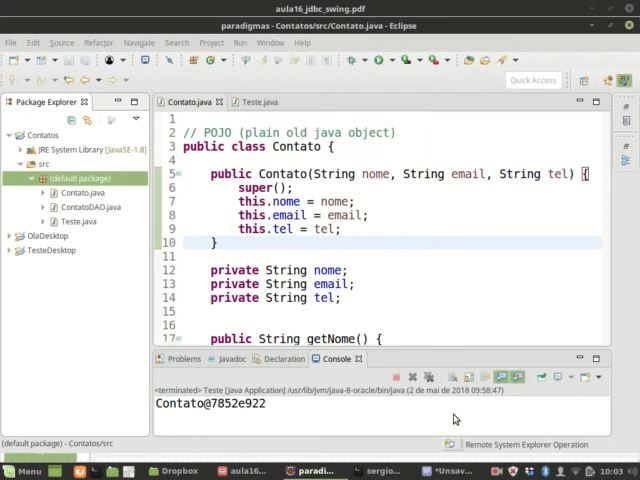 aula16_jdbc_swing.pdf
paradigmas - Contatos/src/Contato.java - Eclipse
File Edit Source Refactor Navigate Search Project Run Window Help
Quick Access
Package Explorer
Contato.java Teste.java
Contatos
JRE System Library [JavaSE-1.8]
src
(default package)
Contato.java
ContatoDAO.java
Teste.java
OlaDesktop
TesteDesktop
1
2 // POJO (plain old java object)
3 public class Contato {
4
5 public Contato(String nome, String email, String tel) {
6 super();
7 this.nome = nome;
8 this.email = email;
9 this.tel = tel;
10 }
11
12 private String nome;
13 private String email;
14 private String tel;
15
16
17 public String getNome() {
Problems Javadoc Declaration Console
<terminated> Teste [Java Application] /usr/lib/jvm/java-8-oracle/bin/java (2 de mai de 2018 09:58:47)
Contato@7852e922
(default package) - Contatos/src
Remote System Explorer Operation
Menu Dropbox aula16... paradi... sergio... *Unsav... 10:03